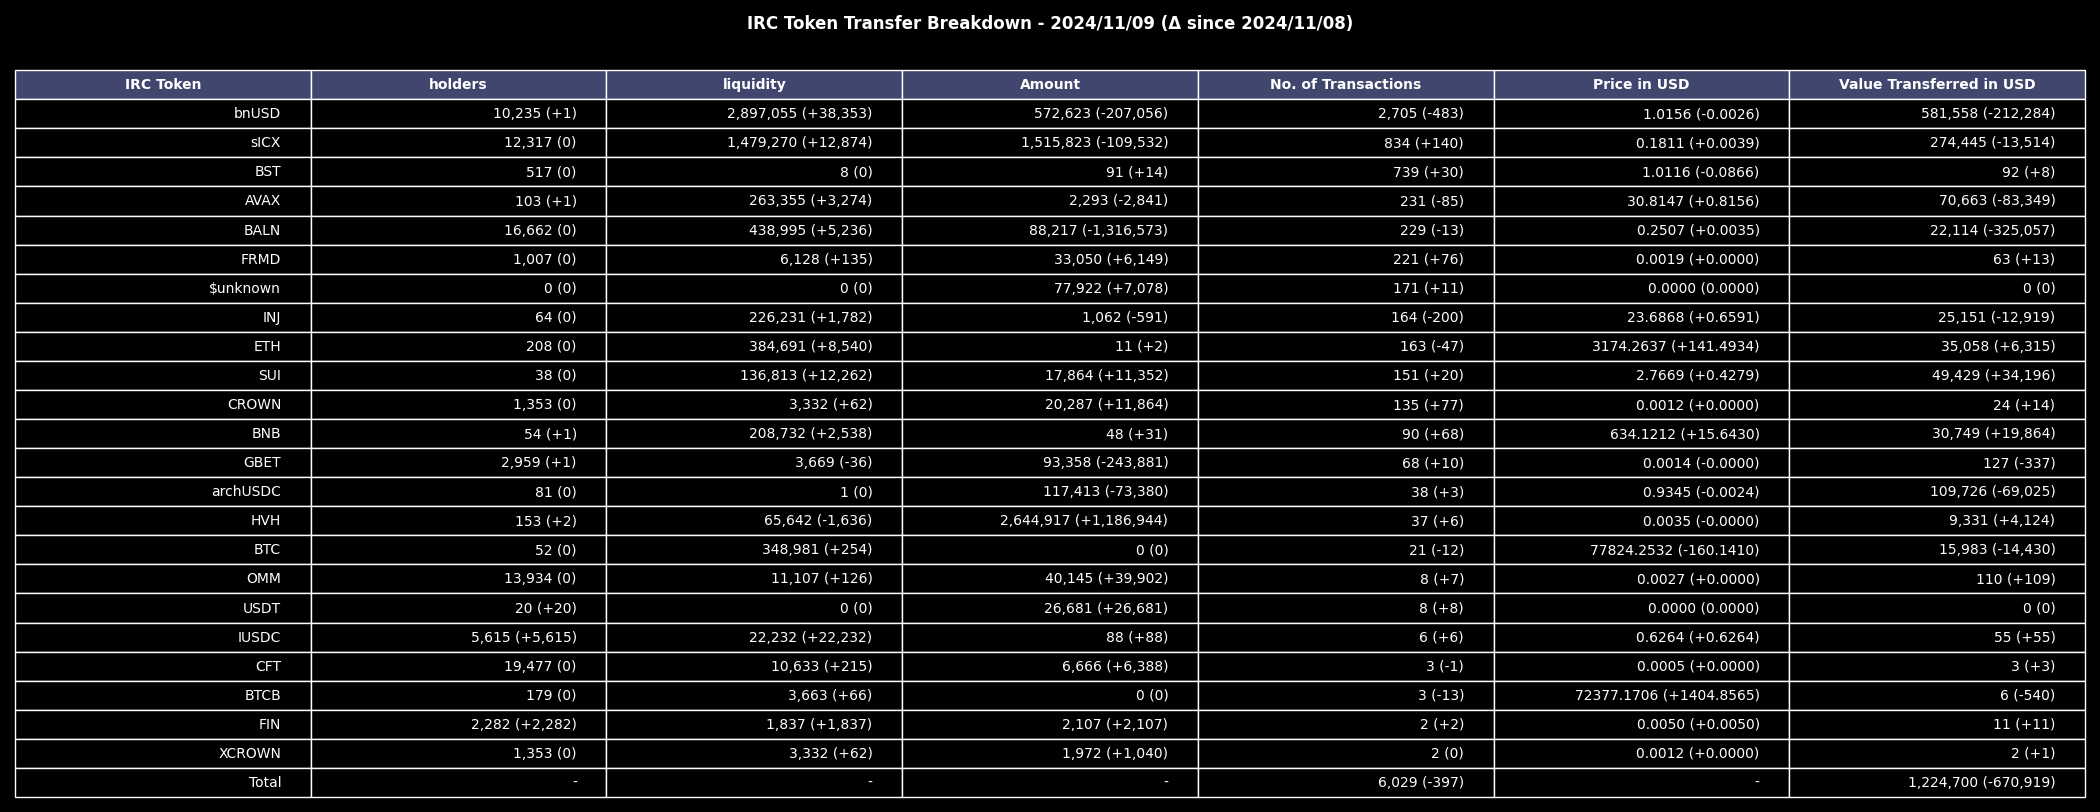 IRC Token Transfer Breakdown - 2024/11/09 (Δ since 2024/11/08)
IRC Token holders liquidity Amount No. of Transactions Price in USD Value Transferred in USD
bnUSD 10,235 (+1) 2,897,055 (+38,353) 572,623 (-207,056) 2,705 (-483) 1.0156 (-0.0026) 581,558 (-212,284)
sICX 12,317 (0) 1,479,270 (+12,874) 1,515,823 (-109,532) 834 (+140) 0.1811 (+0.0039) 274,445 (-13,514)
BST 517 (0) 8 (0) 91 (+14) 739 (+30) 1.0116 (-0.0866) 92 (+8)
AVAX 103 (+1) 263,355 (+3,274) 2,293 (-2,841) 231 (-85) 30.8147 (+0.8156) 70,663 (-83,349)
BALN 16,662 (0) 438,995 (+5,236) 88,217 (-1,316,573) 229 (-13) 0.2507 (+0.0035) 22,114 (-325,057)
FRMD 1,007 (0) 6,128 (+135) 33,050 (+6,149) 221 (+76) 0.0019 (+0.0000) 63 (+13)
$unknown 0 (0) 0 (0) 77,922 (+7,078) 171 (+11) 0.0000 (0.0000) 0 (0)
INJ 64 (0) 226,231 (+1,782) 1,062 (-591) 164 (-200) 23.6868 (+0.6591) 25,151 (-12,919)
ETH 208 (0) 384,691 (+8,540) 11 (+2) 163 (-47) 3174.2637 (+141.4934) 35,058 (+6,315)
SUI 38 (0) 136,813 (+12,262) 17,864 (+11,352) 151 (+20) 2.7669 (+0.4279) 49,429 (+34,196)
CROWN 1,353 (0) 3,332 (+62) 20,287 (+11,864) 135 (+77) 0.0012 (+0.0000) 24 (+14)
BNB 54 (+1) 208,732 (+2,538) 48 (+31) 90 (+68) 634.1212 (+15.6430) 30,749 (+19,864)
GBET 2,959 (+1) 3,669 (-36) 93,358 (-243,881) 68 (+10) 0.0014 (-0.0000) 127 (-337)
archUSDC 81 (0) 1 (0) 117,413 (-73,380) 38 (+3) 0.9345 (-0.0024) 109,726 (-69,025)
HVH 153 (+2) 65,642 (-1,636) 2,644,917 (+1,186,944) 37 (+6) 0.0035 (-0.0000) 9,331 (+4,124)
BTC 52 (0) 348,981 (+254) 0 (0) 21 (-12) 77824.2532 (-160.1410) 15,983 (-14,430)
OMM 13,934 (0) 11,107 (+126) 40,145 (+39,902) 8 (+7) 0.0027 (+0.0000) 110 (+109)
USDT 20 (+20) 0 (0) 26,681 (+26,681) 8 (+8) 0.0000 (0.0000) 0 (0)
IUSDC 5,615 (+5,615) 22,232 (+22,232) 88 (+88) 6 (+6) 0.6264 (+0.6264) 55 (+55)
CFT 19,477 (0) 10,633 (+215) 6,666 (+6,388) 3 (-1) 0.0005 (+0.0000) 3 (+3)
BTCB 179 (0) 3,663 (+66) 0 (0) 3 (-13) 72377.1706 (+1404.8565) 6 (-540)
FIN 2,282 (+2,282) 1,837 (+1,837) 2,107 (+2,107) 2 (+2) 0.0050 (+0.0050) 11 (+11)
XCROWN 1,353 (0) 3,332 (+62) 1,972 (+1,040) 2 (0) 0.0012 (+0.0000) 2 (+1)
Total - - - 6,029 (-397) - 1,224,700 (-670,919)